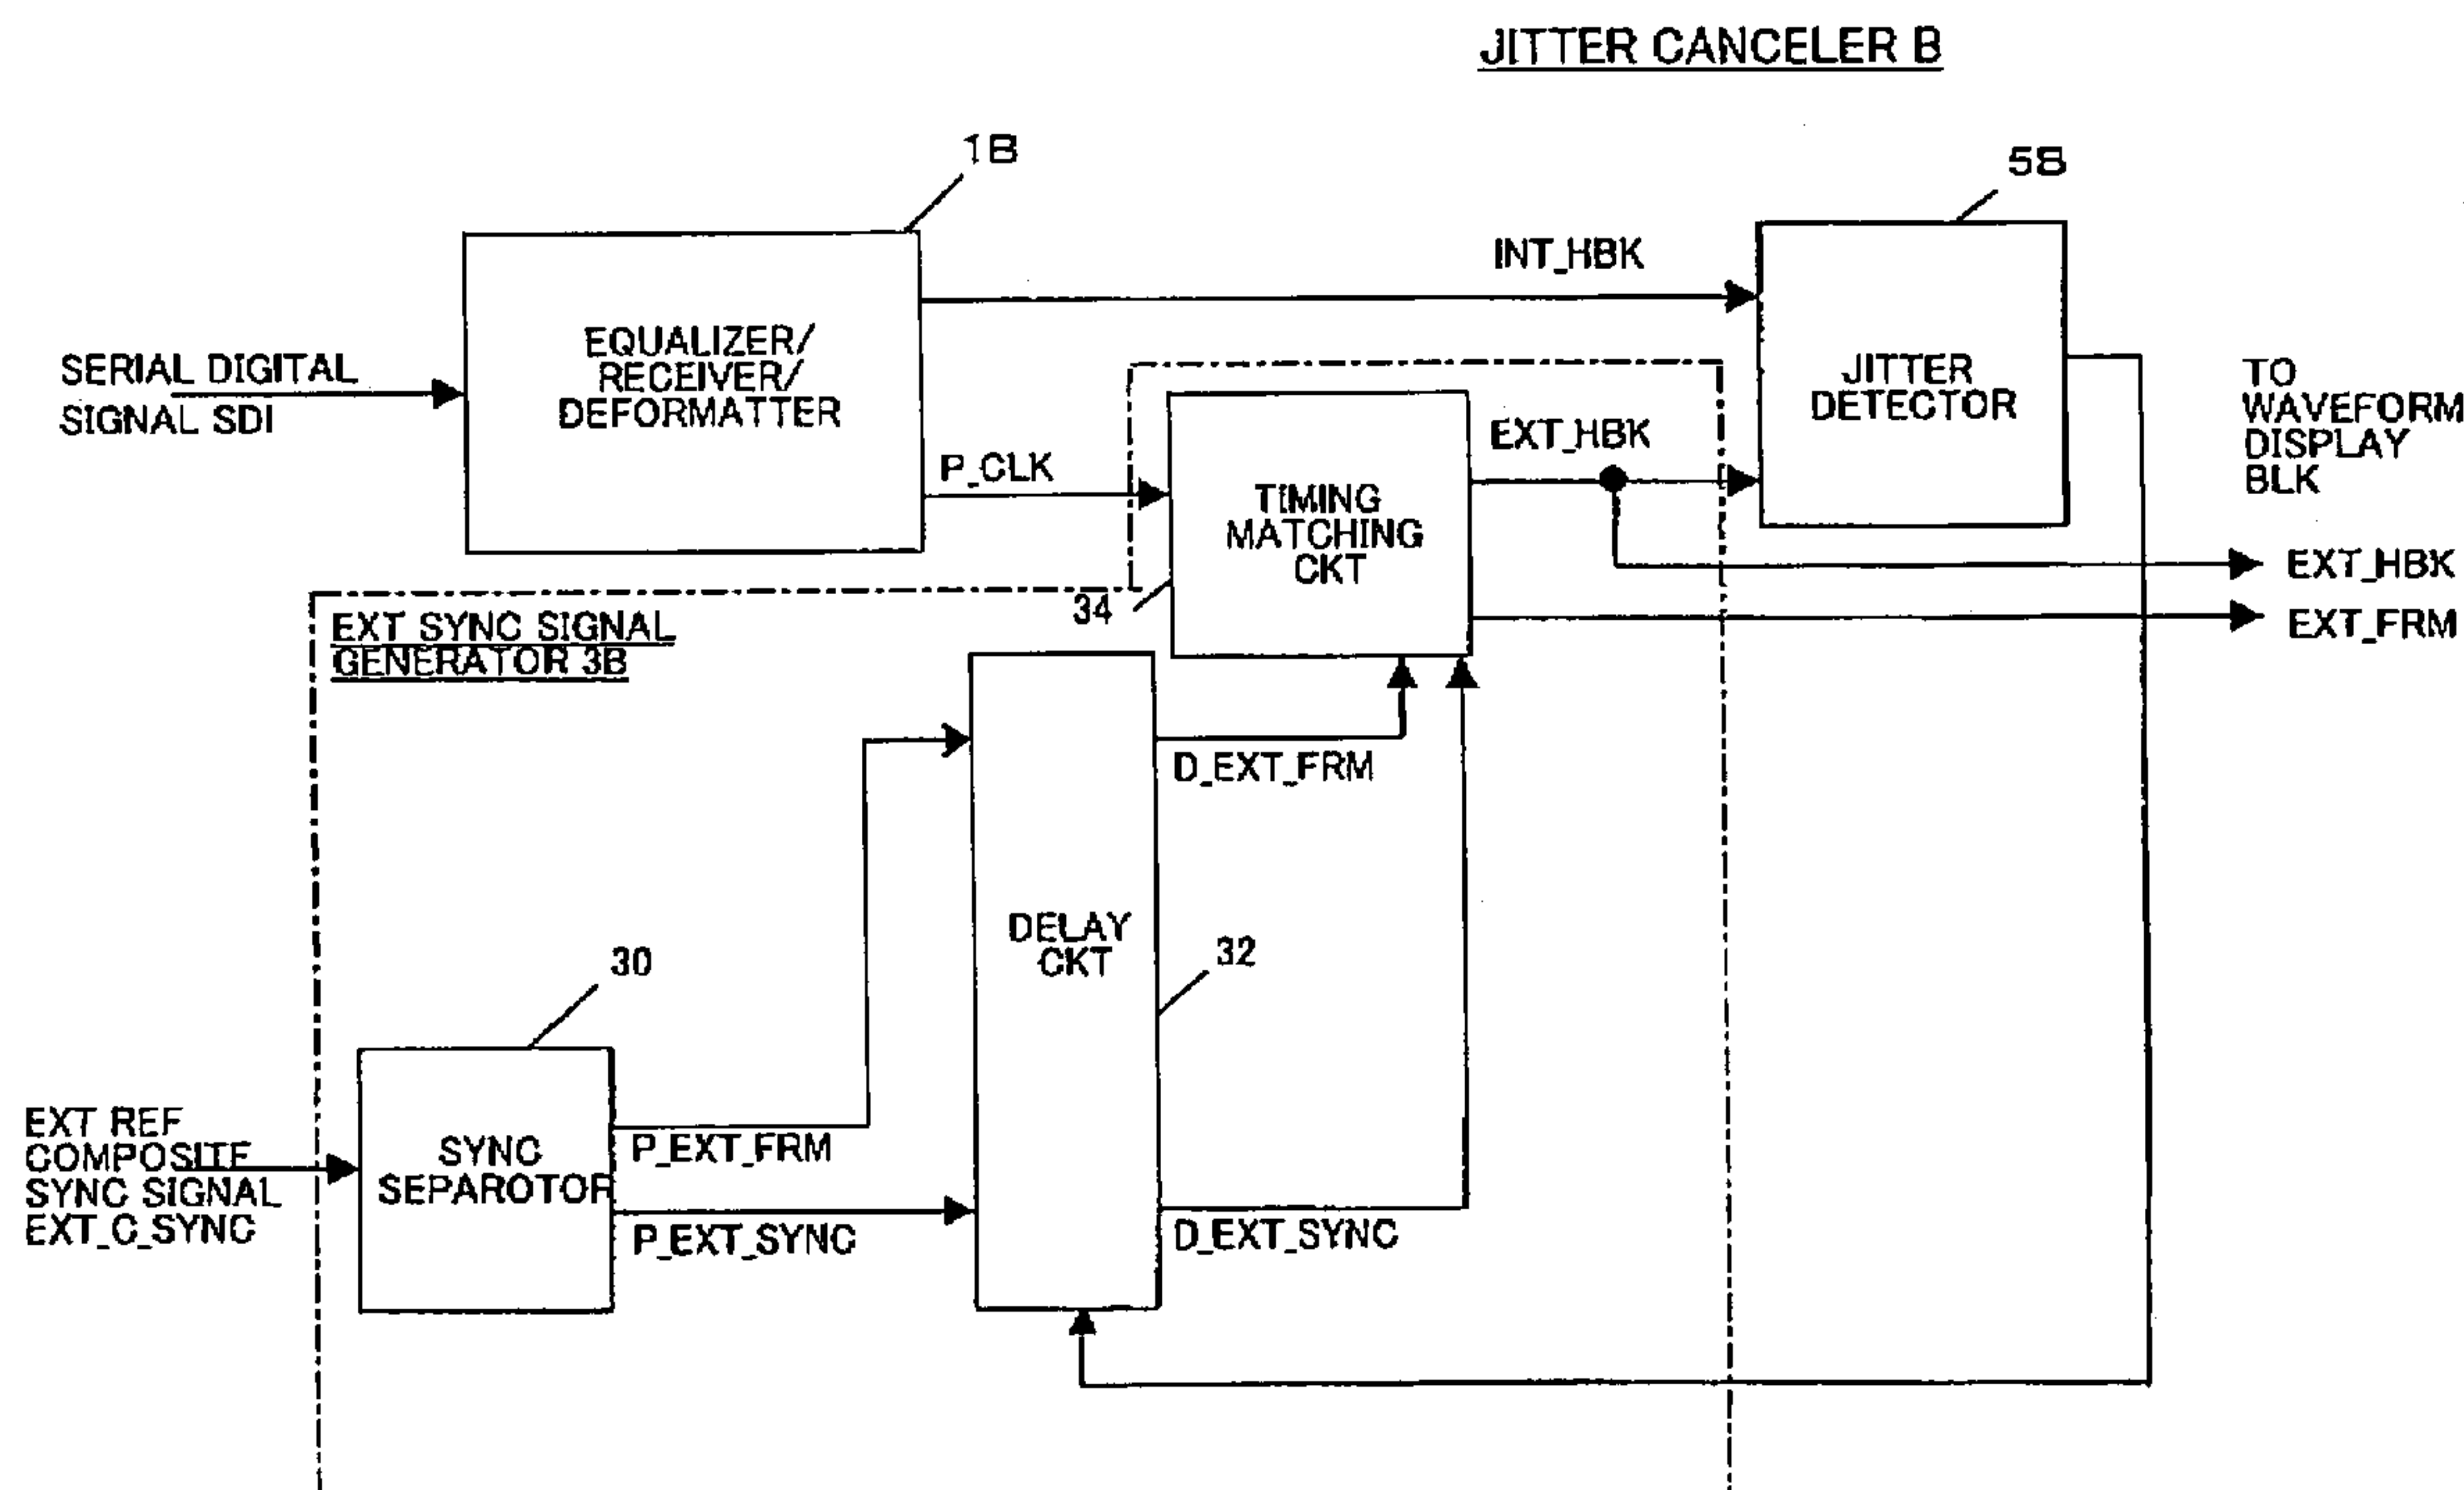 JITTER CANCELER B
1B
5B
INT_HBK
EQUALIZER/
RECEIVER/
DEFORMATTER
SERIAL DIGITAL
SIGNAL SDI
JITTER
DETECTOR
TO
WAVEFORM
DISPLAY
BLK
P_CLK
EXT_HBK
TIMING
MATCHING
CKT
EXT_HBK
34
EXT_FRM
EXT SYNC SIGNAL
GENERATOR 3B
D_EXT_FRM
DELAY
CKT
32
30
EXT REF
COMPOSITE
SYNC SIGNAL
EXT_C_SYNC
SYNC
SEPAROTOR
P_EXT_FRM
P_EXT_SYNC
D_EXT_SYNC